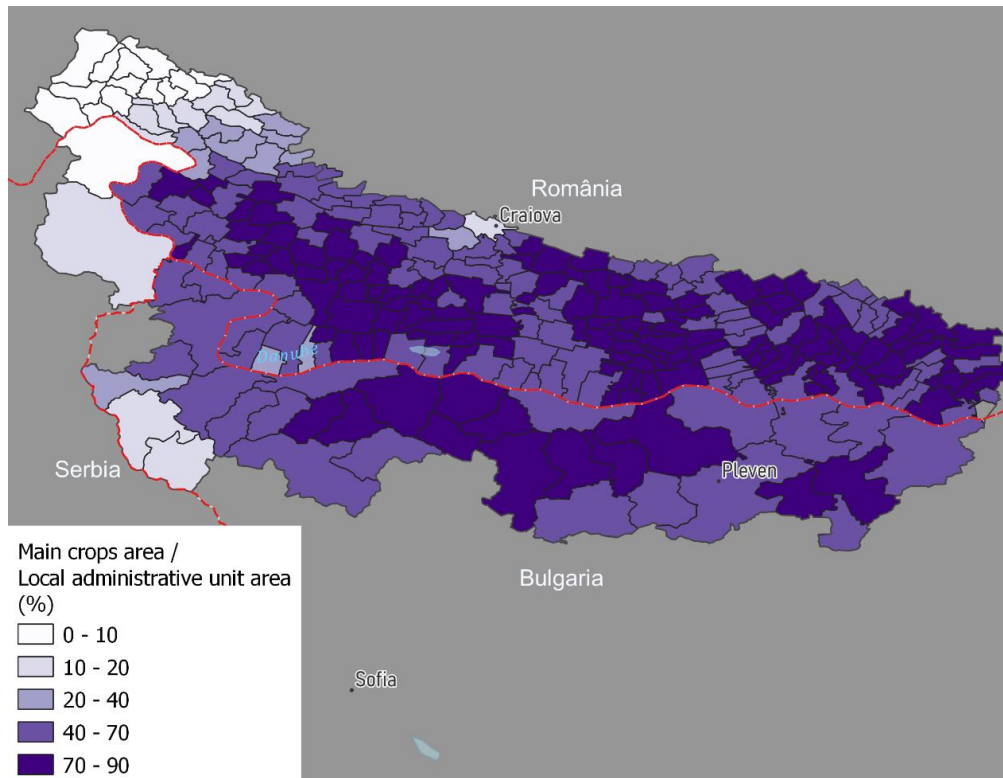 România
Craiova
Danube
Serbia
Pleven
Bulgaria
Sofia
Main crops area /
Local administrative unit area
(%)
0 - 10
10 - 20
20 - 40
40 - 70
70 - 90